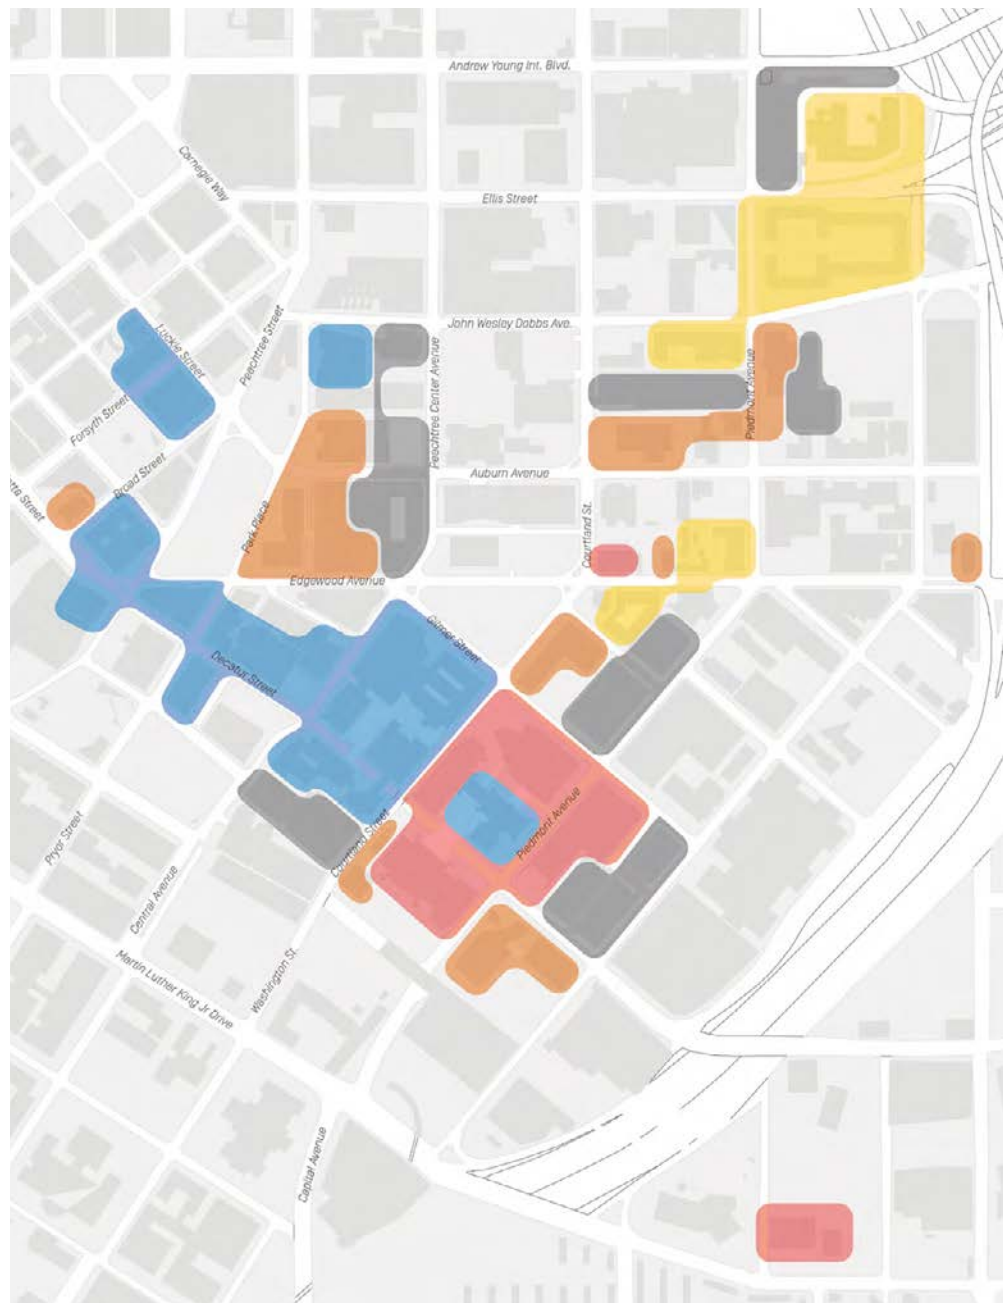 Andrew Young Int. Blvd.
Carnegie Way
Ellis Street
Luckie Street
Peachtree Street
John Wesley Dobbs Ave.
Peachtree Center Avenue
Piedmont Avenue
Forsyth Street
Broad Street
Auburn Avenue
Park Place
Courtland St.
Edgewood Avenue
Gilmer Street
Decatur Street
Piedmont Avenue
Courtland Street
Pryor Street
Central Avenue
Washington St.
Martin Luther King Jr Drive
Capital Avenue